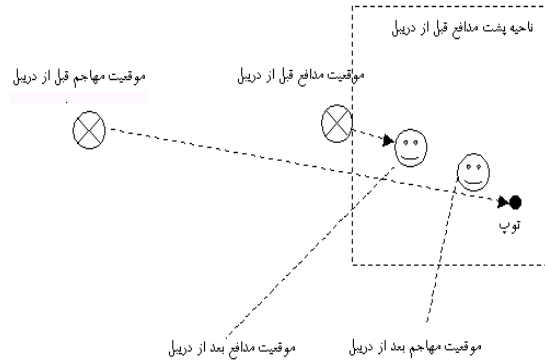 ناحیه پشت مدافع قبل از دریبل
موقعیت مدافع قبل از دریبل
موقعیت مهاجم قبل از دریبل
توپ
موقعیت مهاجم بعد از دریبل
موقعیت مدافع بعد از دریبل